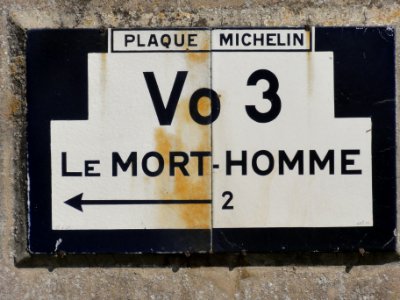 PLAQUE MICHELIN
Vo 3
LE MORT-HOMME
2